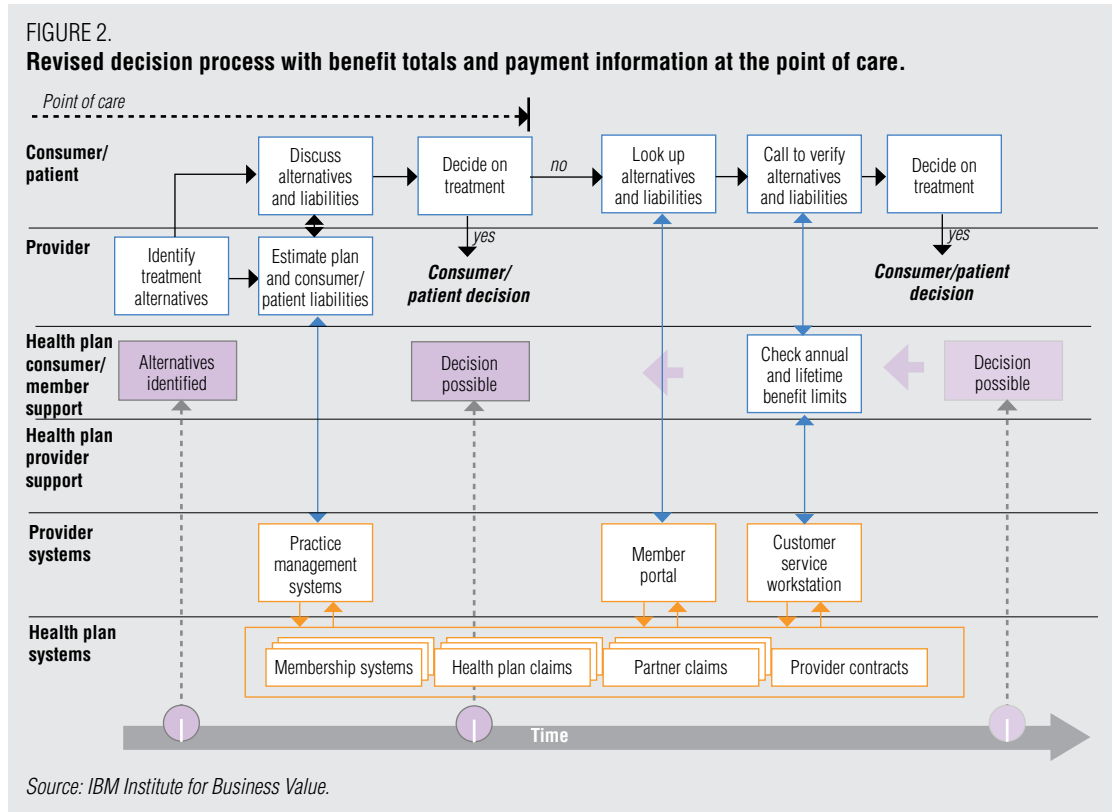 FIGURE 2.
Revised decision process with benefit totals and payment information at the point of care.
Point of care
Consumer/
patient
Discuss
alternatives
and liabilities
Decide on
treatment
no
Look up
alternatives
and liabilities
Call to verify
alternatives
and liabilities
Decide on
treatment
Provider
Identify
treatment
alternatives
Estimate plan
and consumer/
patient liabilities
yes
Consumer/
patient decision
yes
Consumer/patient
decision
Health plan
consumer/
member
support
Alternatives
identified
Decision
possible
Check annual
and lifetime
benefit limits
Decision
possible
Health plan
provider
support
Provider
systems
Practice
management
systems
Member
portal
Customer
service
workstation
Health plan
systems
Membership systems
Health plan claims
Partner claims
Provider contracts
Time
Source: IBM Institute for Business Value.